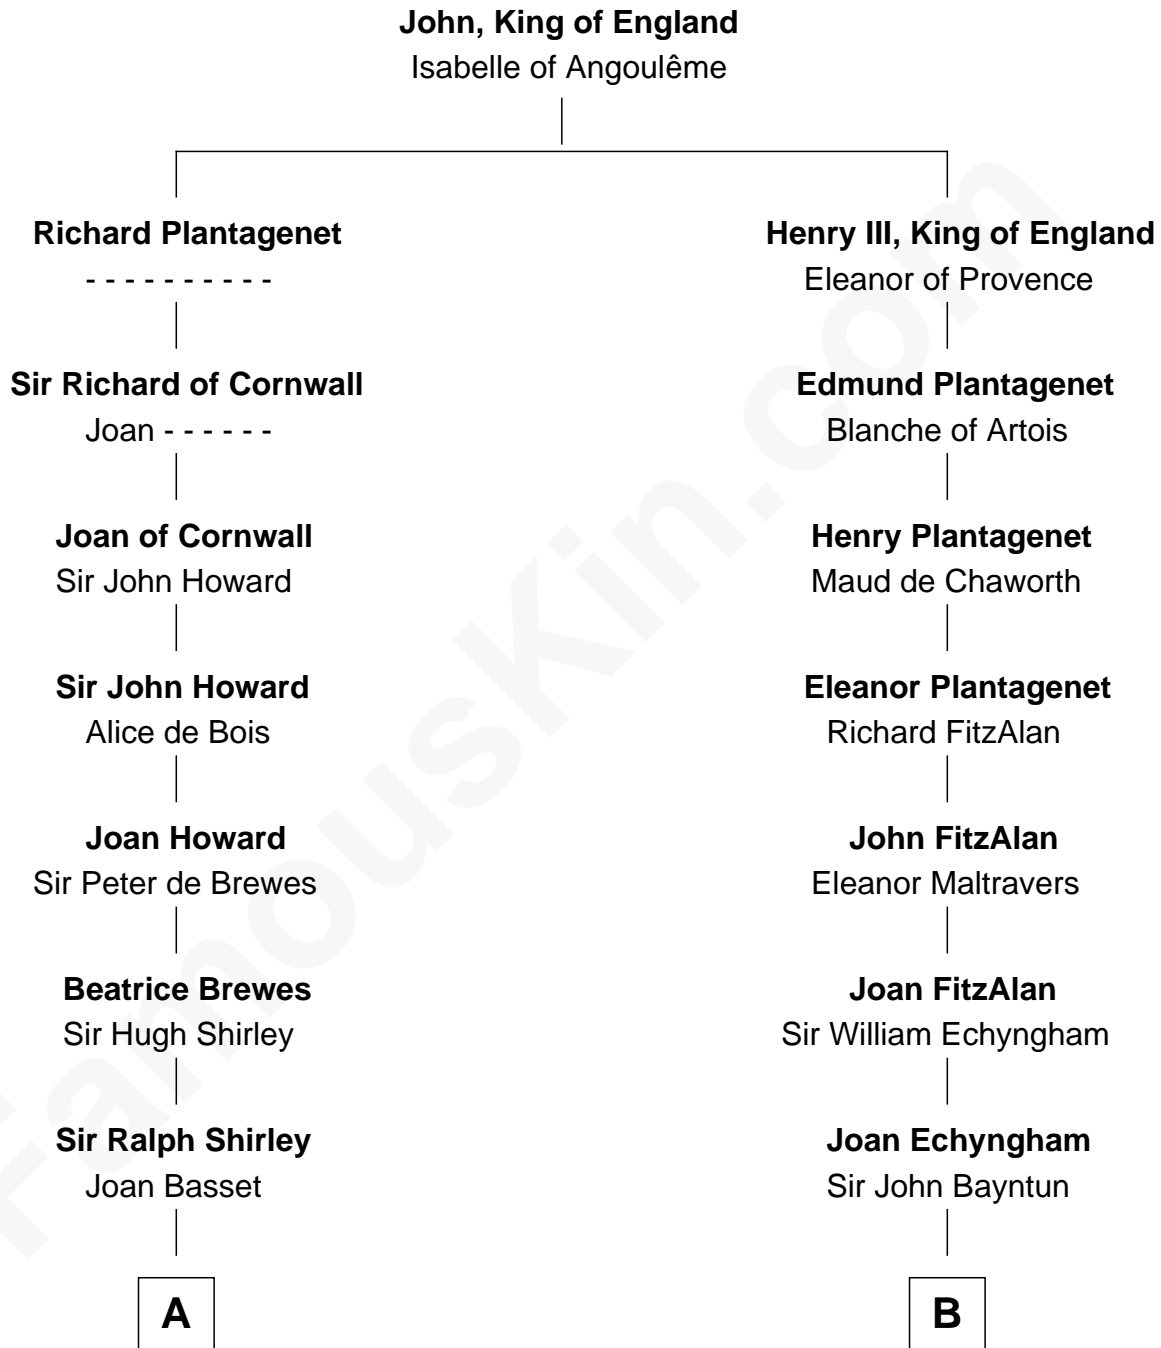 John, King of England
Isabelle of Angoulême
Richard Plantagenet
- - - - - - - - - -
Sir Richard of Cornwall
Joan - - - - - -
Joan of Cornwall
Sir John Howard
Sir John Howard
Alice de Bois
Joan Howard
Sir Peter de Brewes
Beatrice Brewes
Sir Hugh Shirley
Sir Ralph Shirley
Joan Basset
A
Henry III, King of England
Eleanor of Provence
Edmund Plantagenet
Blanche of Artois
Henry Plantagenet
Maud de Chaworth
Eleanor Plantagenet
Richard FitzAlan
John FitzAlan
Eleanor Maltravers
Joan FitzAlan
Sir William Echyngham
Joan Echyngham
Sir John Bayntun
B
FamousKin.com